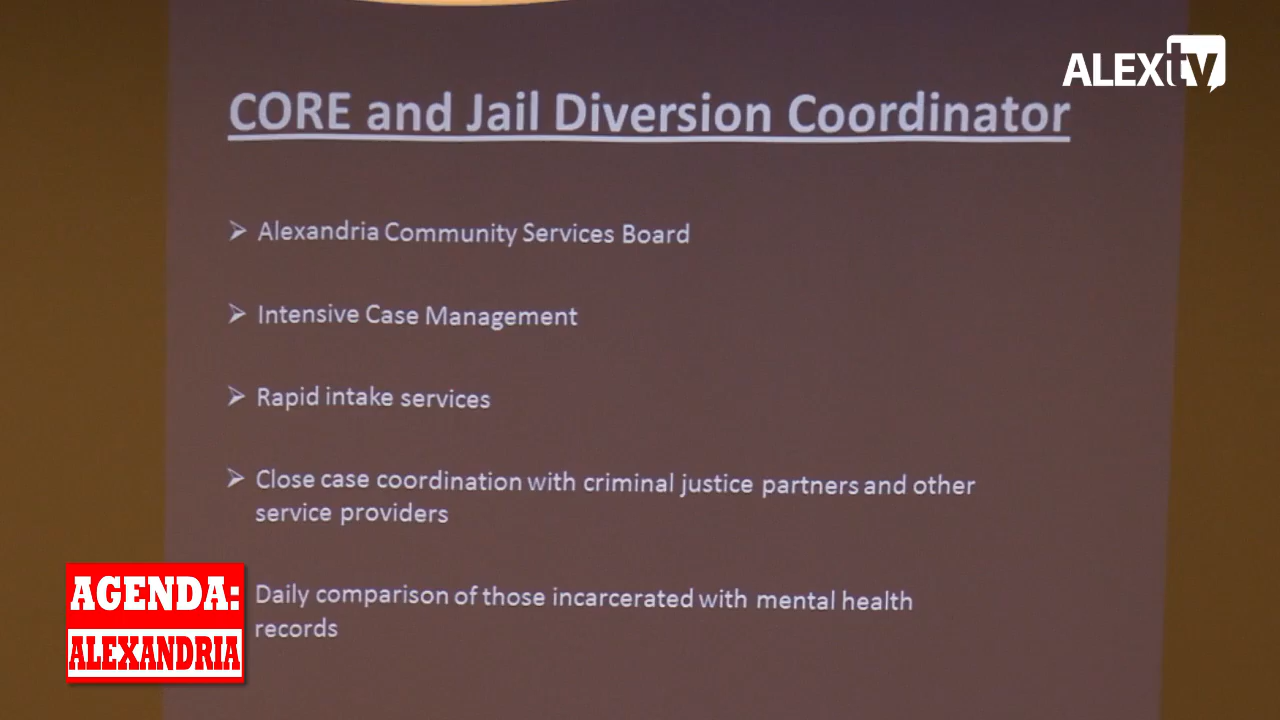 ALEXtv
CORE and Jail Diversion Coordinator
➢ Alexandria Community Services Board
➢ Intensive Case Management
➢ Rapid intake services
➢ Close case coordination with criminal justice partners and other
service providers
Daily comparison of those incarcerated with mental health
records
AGENDA:
ALEXANDRIA